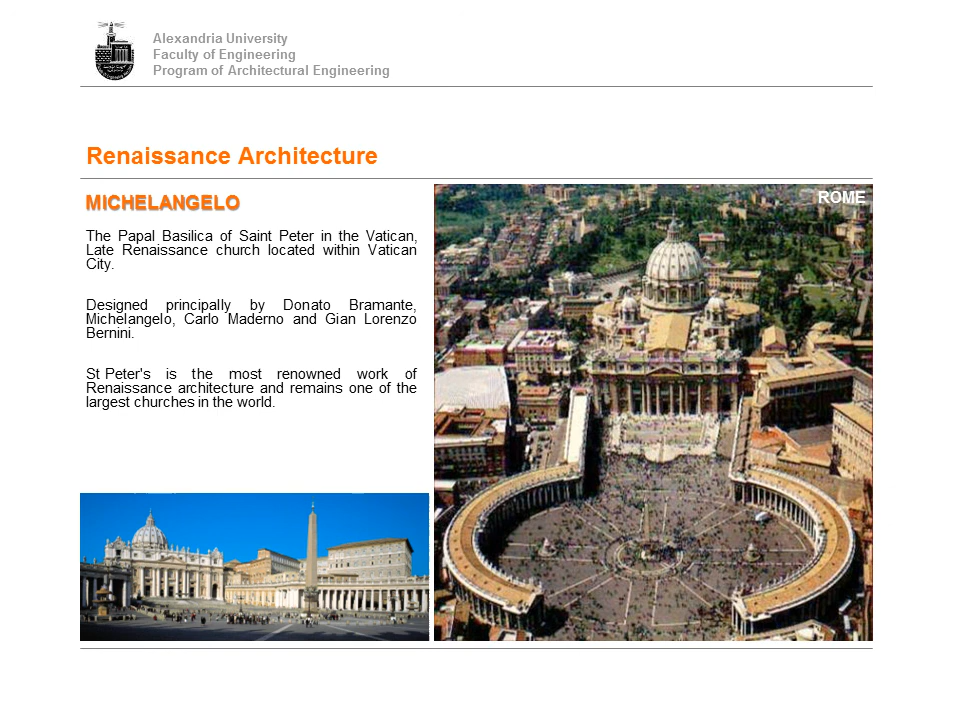 Alexandria University
Faculty of Engineering
Program of Architectural Engineering
Renaissance Architecture
MICHELANGELO
The Papal Basilica of Saint Peter in the Vatican,
Late Renaissance church located within Vatican
City.
Designed principally by Donato Bramante,
Michelangelo, Carlo Maderno and Gian Lorenzo
Bernini.
St Peter's is the most renowned work of
Renaissance architecture and remains one of the
largest churches in the world.
ROME